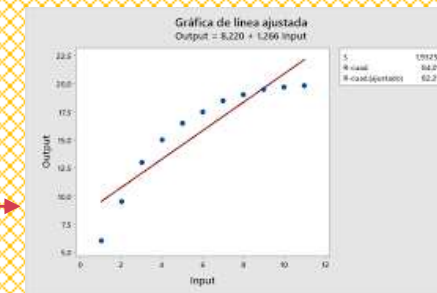 Gráfica de línea ajustada
Output = 8,220 + 1,266 Input
S
R-cuad.
R-cuad.(ajustado)
22.5
20.0
17.5
15.0
12.5
10.0
7.5
5.0
Output
0 2 4 6 8 10 12
Input